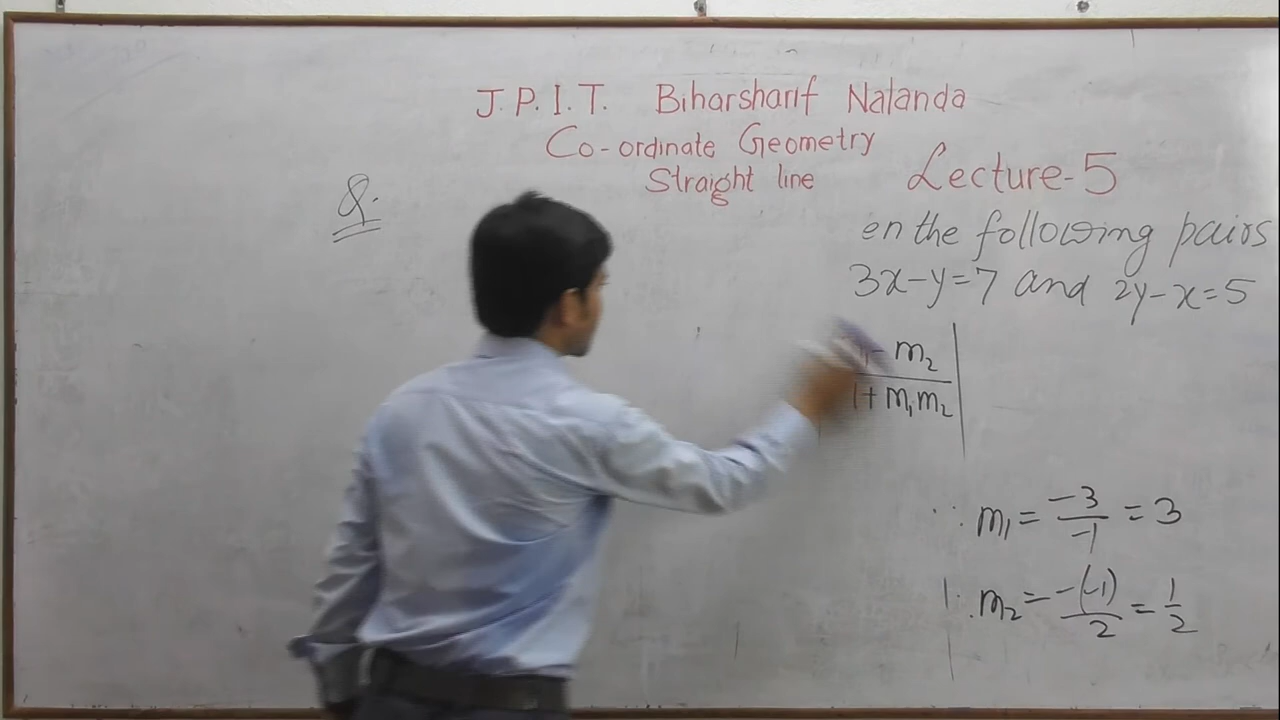 J.P.I.T. Biharsharif Nalanda
Co-ordinate Geometry
Straight line
Lecture-5
Q.
en the following pairs
3x-y=7 and 2y-x=5
- m₂
1+ m₁m₂
∵ m₁ = -3/-1 = 3
∵ m₂ = -(-1)/2 = 1/2